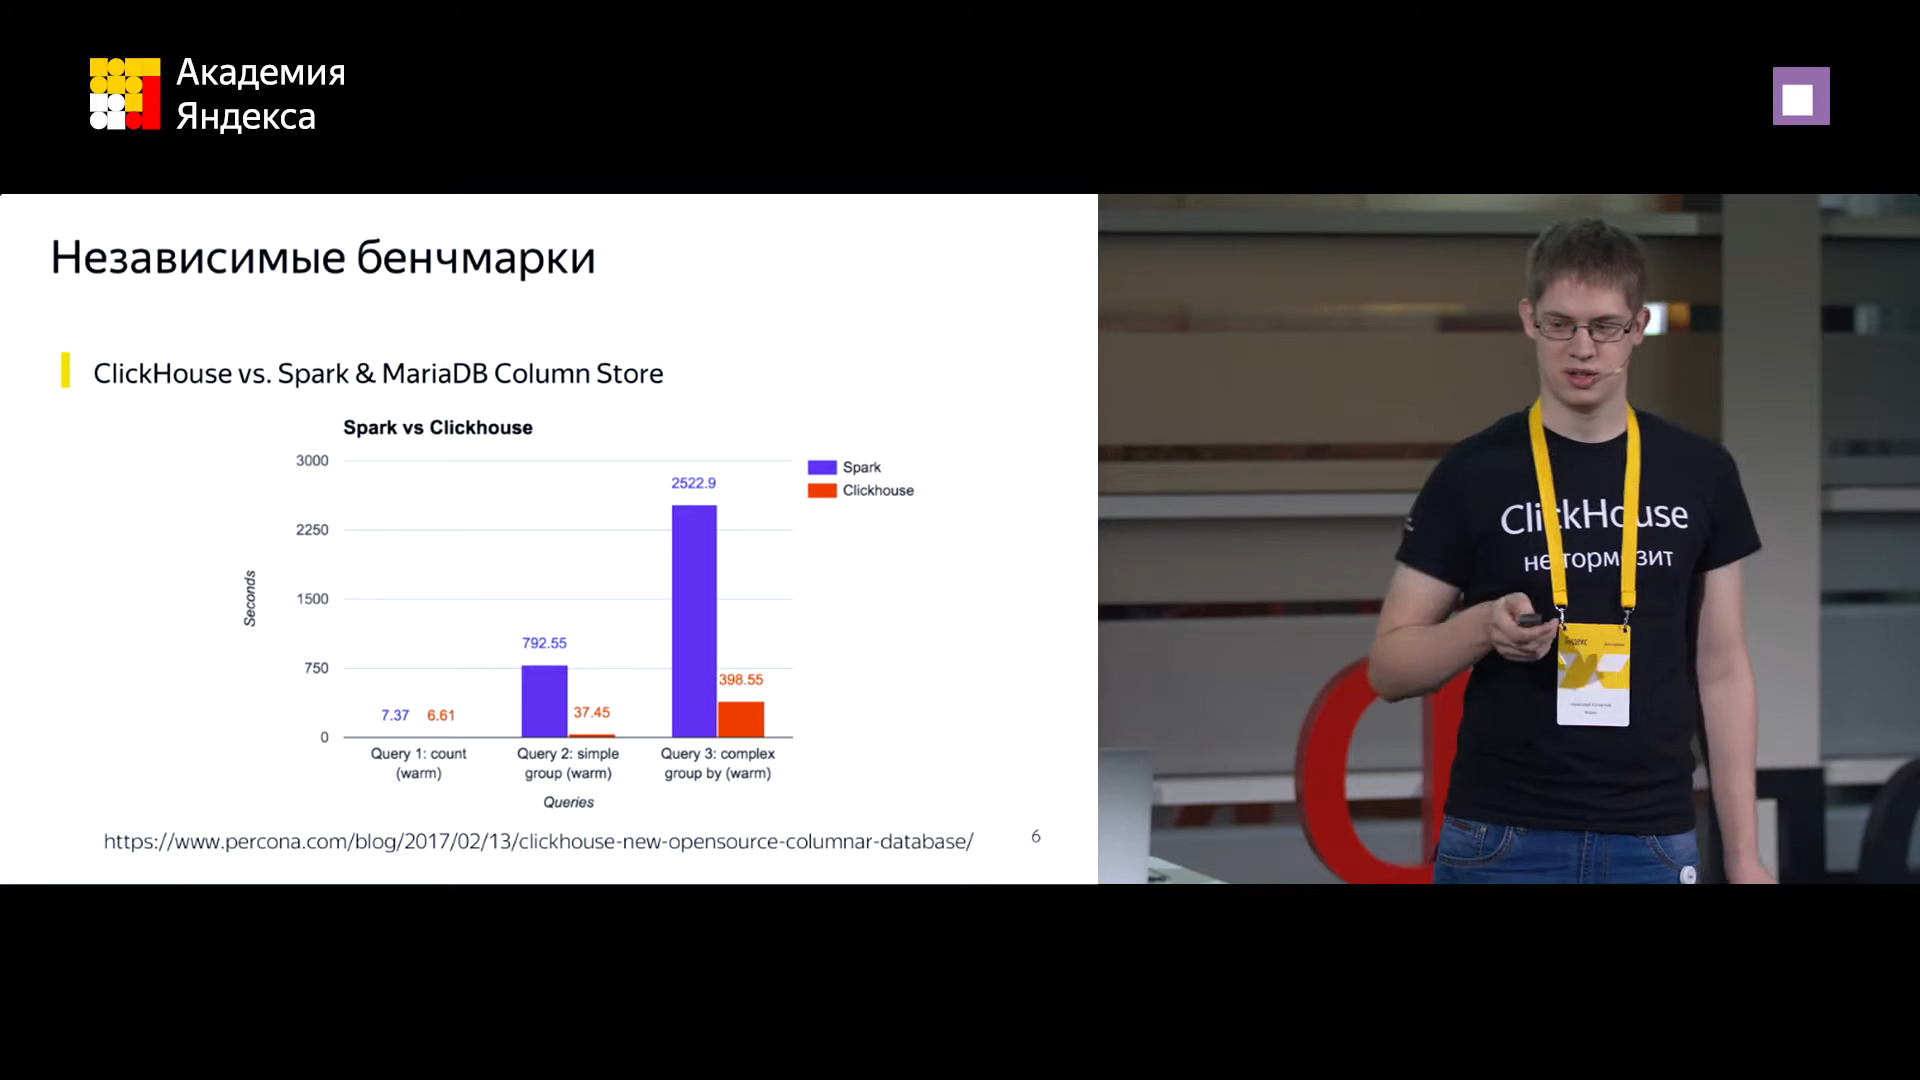 Академия
Яндекса
Независимые бенчмарки
ClickHouse vs. Spark & MariaDB Column Store
Spark vs Clickhouse
Seconds
3000
2250
1500
750
0
Spark
Clickhouse
7.37
6.61
792.55
37.45
2522.9
398.55
Query 1: count
(warm)
Query 2: simple
group (warm)
Query 3: complex
group by (warm)
Queries
https://www.percona.com/blog/2017/02/13/clickhouse-new-opensource-columnar-database/
6
ClickHouse
не тормозит